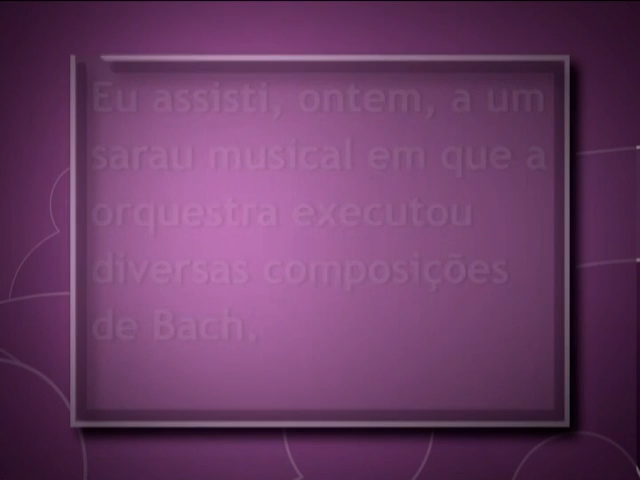 Eu assisti, ontem, a um
sarau musical em que a
orquestra executou
diversas composições
de Bach.